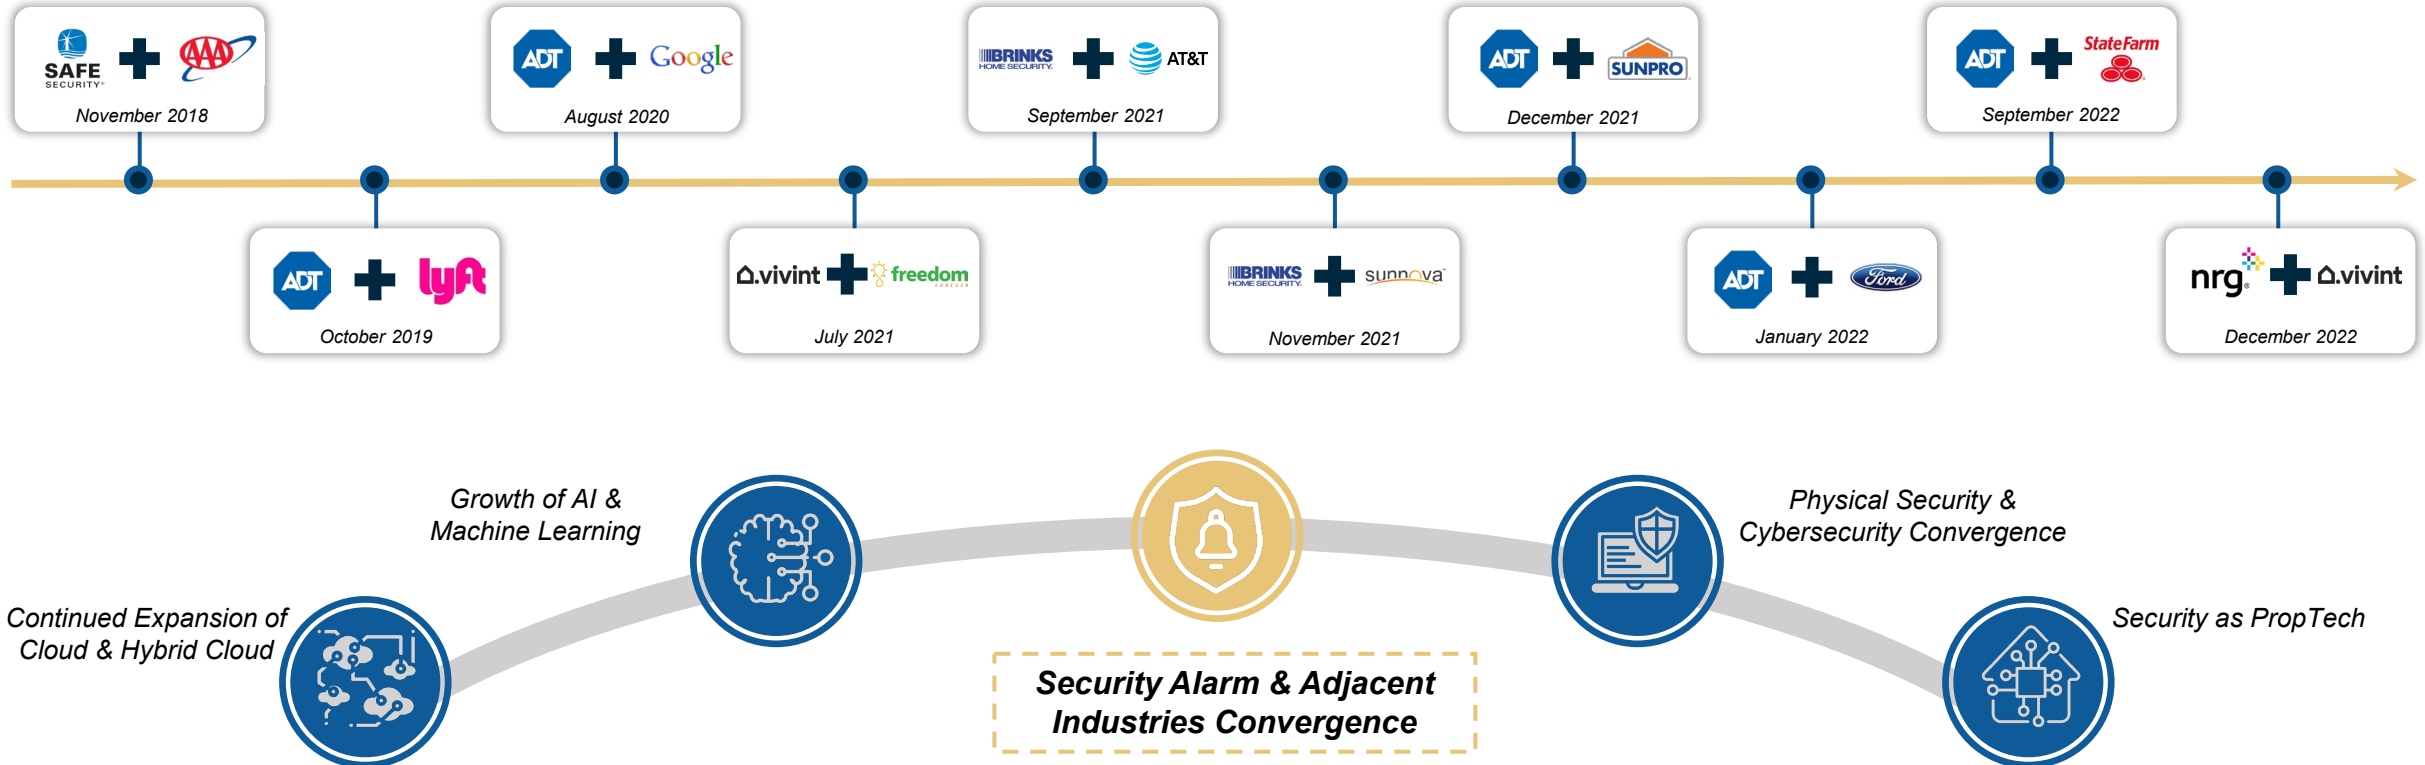 SAFE
SECURITY
AAA
November 2018
ADT
Google
August 2020
BRINKS
HOME SECURITY
AT&T
September 2021
ADT
SUNPRO
December 2021
ADT
State Farm
September 2022
ADT
lyft
October 2019
vivint
freedom
FOREVER
July 2021
BRINKS
HOME SECURITY
sunnova
November 2021
ADT
Ford
January 2022
nrg
vivint
December 2022
Growth of AI &
Machine Learning
Physical Security &
Cybersecurity Convergence
Continued Expansion of
Cloud & Hybrid Cloud
Security as PropTech
Security Alarm & Adjacent
Industries Convergence